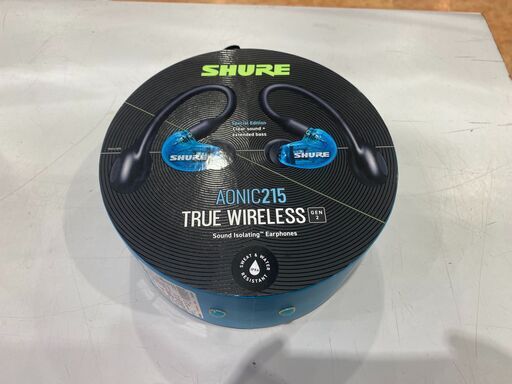 SHURE
Special Edition
Clear sound +
extended bass
SHURE
SHURE
AONIC215
TRUE WIRELESS
GEN
2
Sound Isolating™ Earphones
SWEAT & WATER
IPX4
RESISTANT